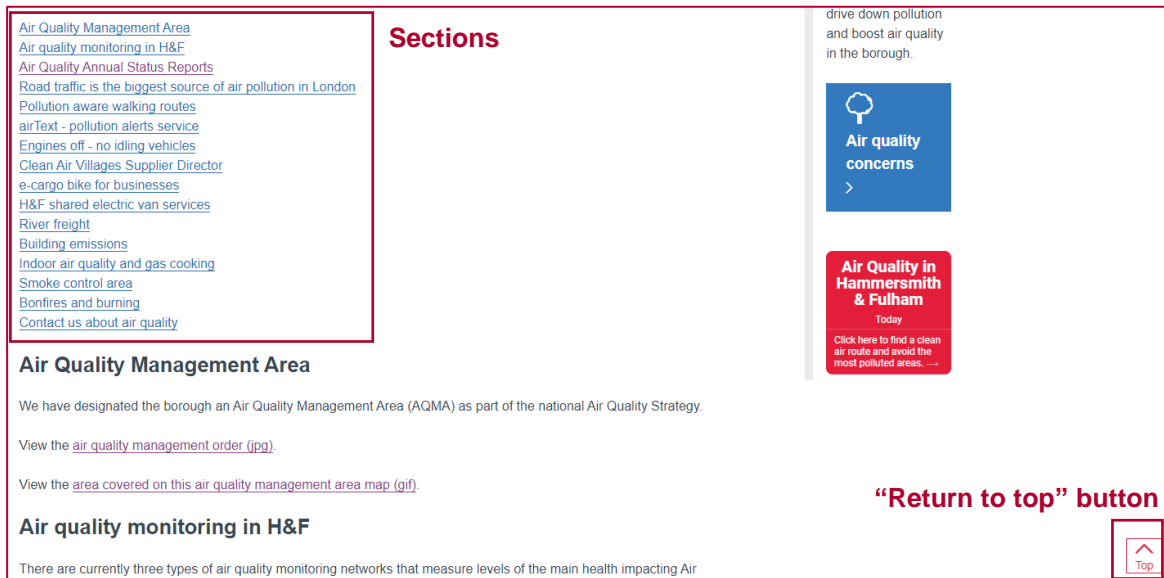 Air Quality Management Area
Air quality monitoring in H&F
Air Quality Annual Status Reports
Road traffic is the biggest source of air pollution in London
Pollution aware walking routes
airText - pollution alerts service
Engines off - no idling vehicles
Clean Air Villages Supplier Director
e-cargo bike for businesses
H&F shared electric van services
River freight
Building emissions
Indoor air quality and gas cooking
Smoke control area
Bonfires and burning
Contact us about air quality
Sections
drive down pollution
and boost air quality
in the borough.
Air quality
concerns
Air Quality in
Hammersmith
& Fulham
Today
Click here to find a clean
air route and avoid the
most polluted areas. →
Air Quality Management Area
We have designated the borough an Air Quality Management Area (AQMA) as part of the national Air Quality Strategy.
View the air quality management order (jpg).
View the area covered on this air quality management area map (gif).
“Return to top” button
Top
Air quality monitoring in H&F
There are currently three types of air quality monitoring networks that measure levels of the main health impacting Air